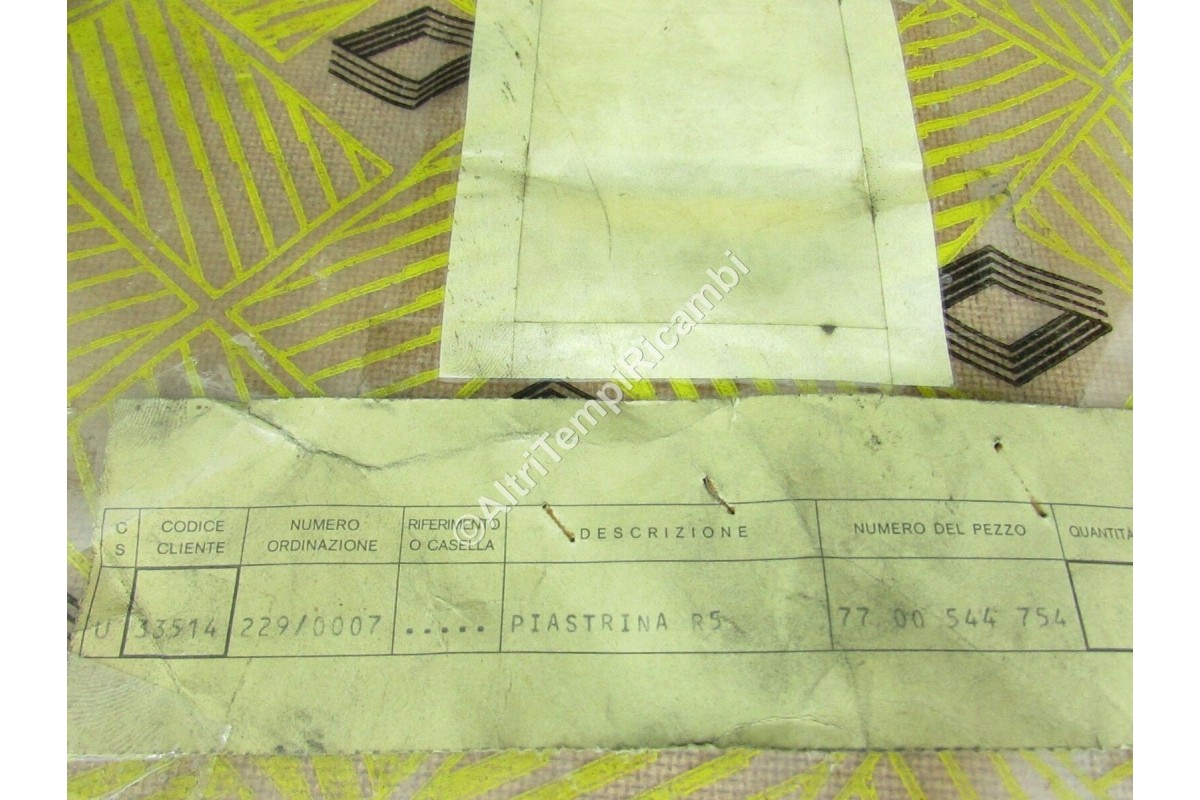 ©AltriTempiRicambi
C S
CODICE CLIENTE
NUMERO ORDINAZIONE
RIFERIMENTO O CASELLA
DESCRIZIONE
NUMERO DEL PEZZO
QUANTITÀ
U 33514 229/0007 ..... PIASTRINA R5 77 00 544 754